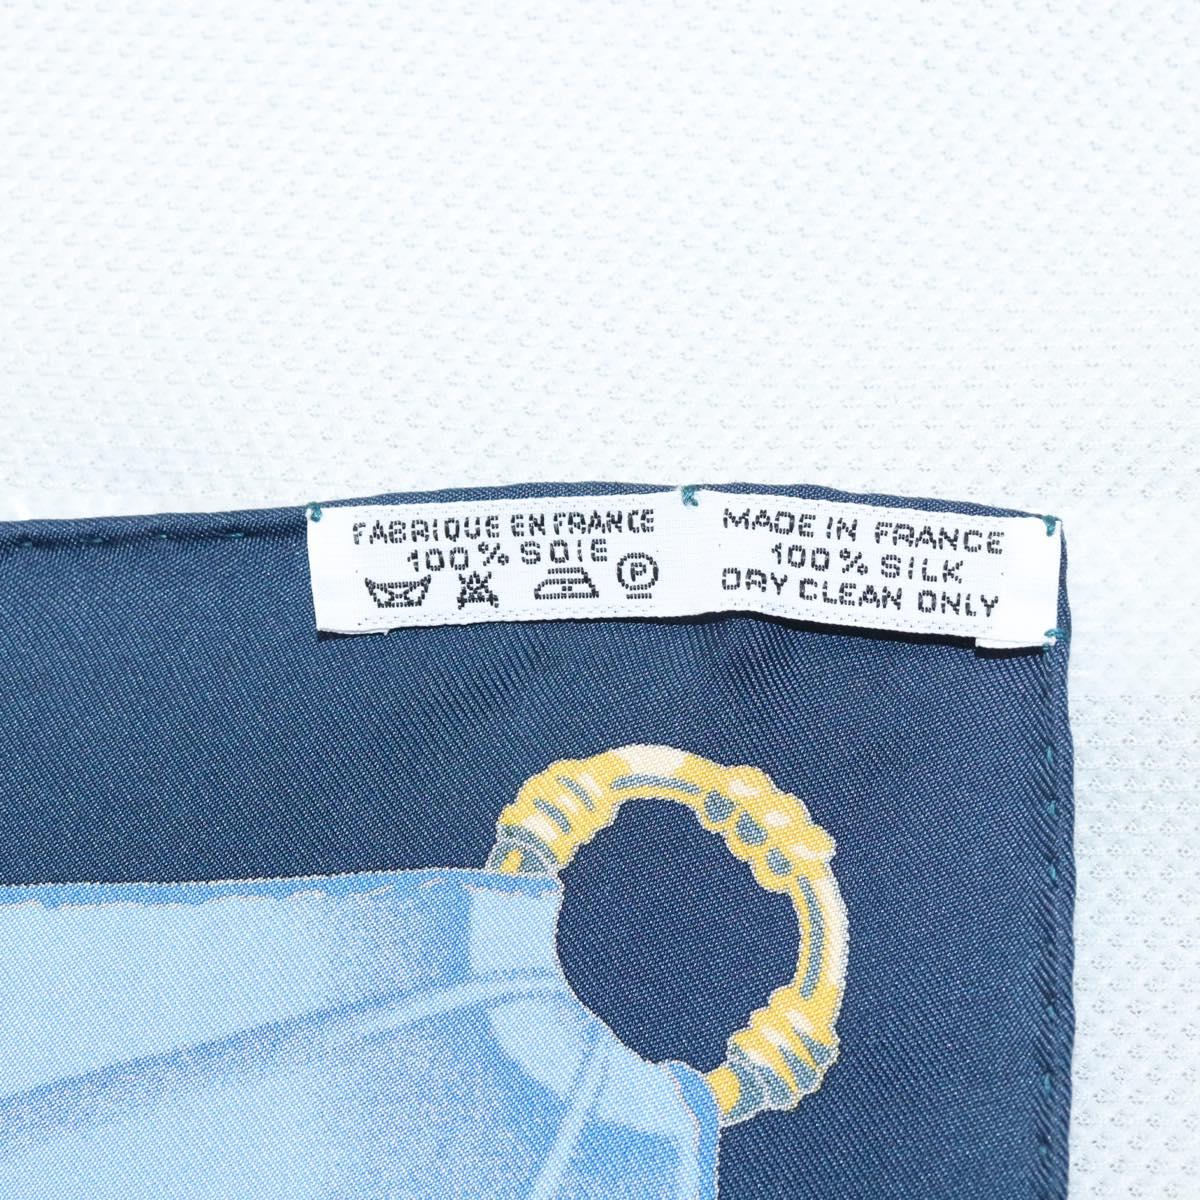 FABRIQUE EN FRANCE
100% SOIE
P
MADE IN FRANCE
100% SILK
DRY CLEAN ONLY